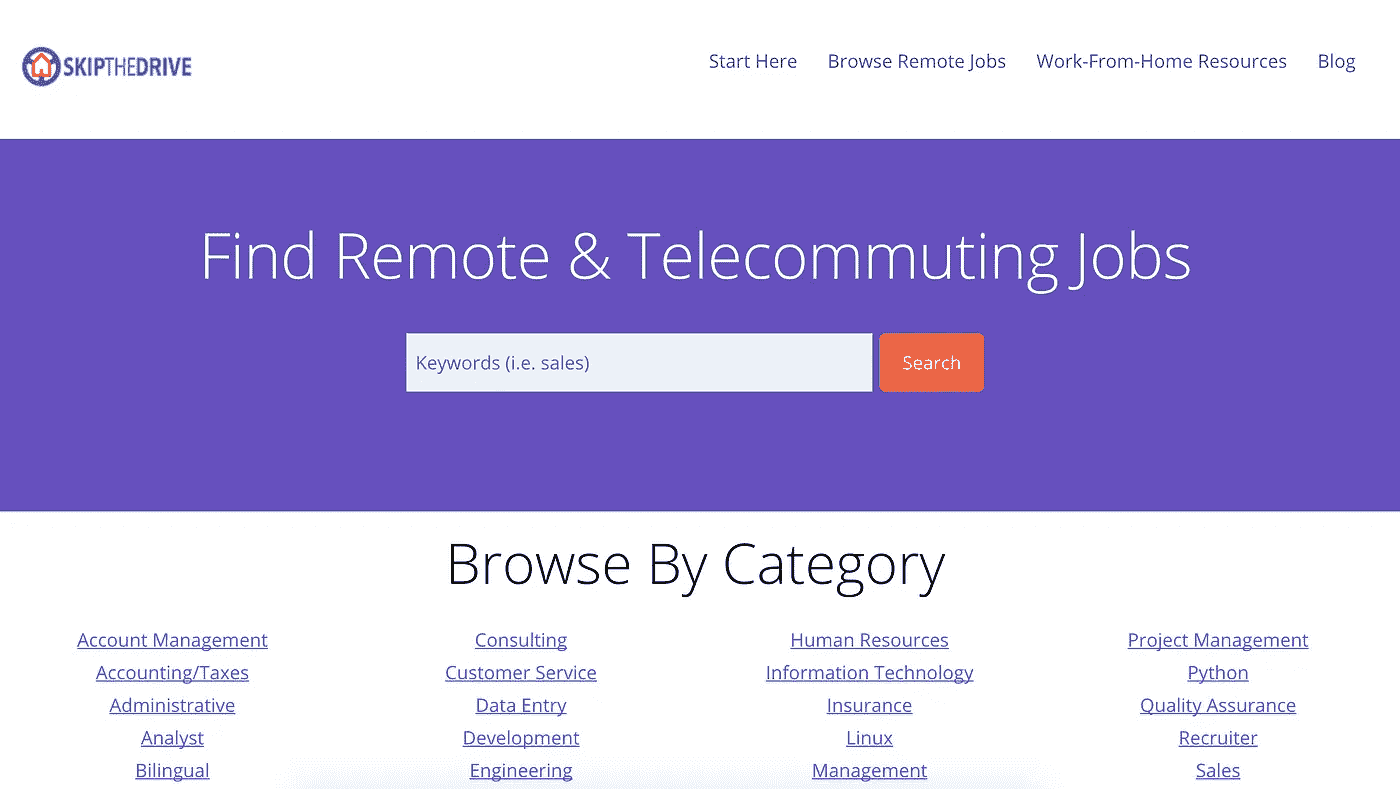 SKIPTHEDRIVE
Start Here Browse Remote Jobs Work-From-Home Resources Blog
Find Remote & Telecommuting Jobs
Keywords (i.e. sales) Search
Browse By Category
Account Management Consulting Human Resources Project Management
Accounting/Taxes Customer Service Information Technology Python
Administrative Data Entry Insurance Quality Assurance
Analyst Development Linux Recruiter
Bilingual Engineering Management Sales